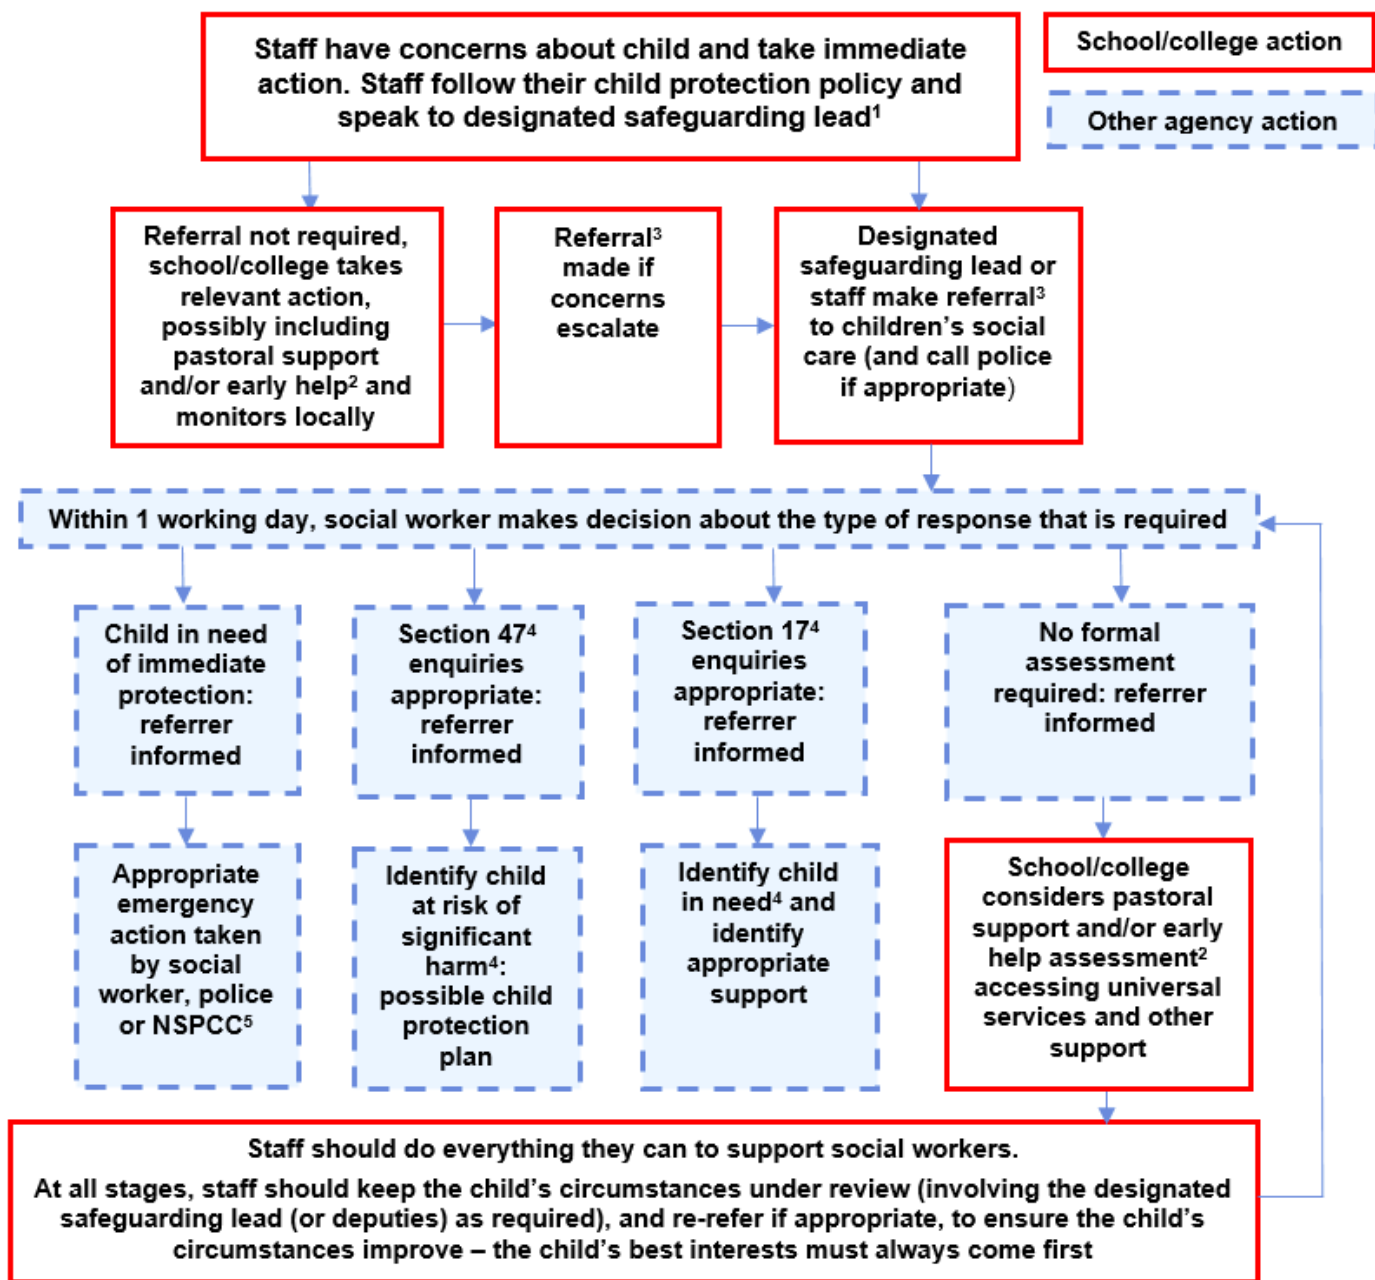 Staff have concerns about child and take immediate
action. Staff follow their child protection policy and
speak to designated safeguarding lead¹
School/college action
Other agency action
Referral not required,
school/college takes
relevant action,
possibly including
pastoral support
and/or early help² and
monitors locally
Referral³
made if
concerns
escalate
Designated
safeguarding lead or
staff make referral³
to children’s social
care (and call police
if appropriate)
Within 1 working day, social worker makes decision about the type of response that is required
Child in need
of immediate
protection:
referrer
informed
Section 47⁴
enquiries
appropriate:
referrer
informed
Section 17⁴
enquiries
appropriate:
referrer
informed
No formal
assessment
required: referrer
informed
Appropriate
emergency
action taken
by social
worker, police
or NSPCC⁵
Identify child
at risk of
significant
harm⁴:
possible child
protection
plan
Identify child
in need⁴ and
identify
appropriate
support
School/college
considers pastoral
support and/or early
help assessment²
accessing universal
services and other
support
Staff should do everything they can to support social workers.
At all stages, staff should keep the child’s circumstances under review (involving the designated
safeguarding lead (or deputies) as required), and re-refer if appropriate, to ensure the child’s
circumstances improve – the child’s best interests must always come first